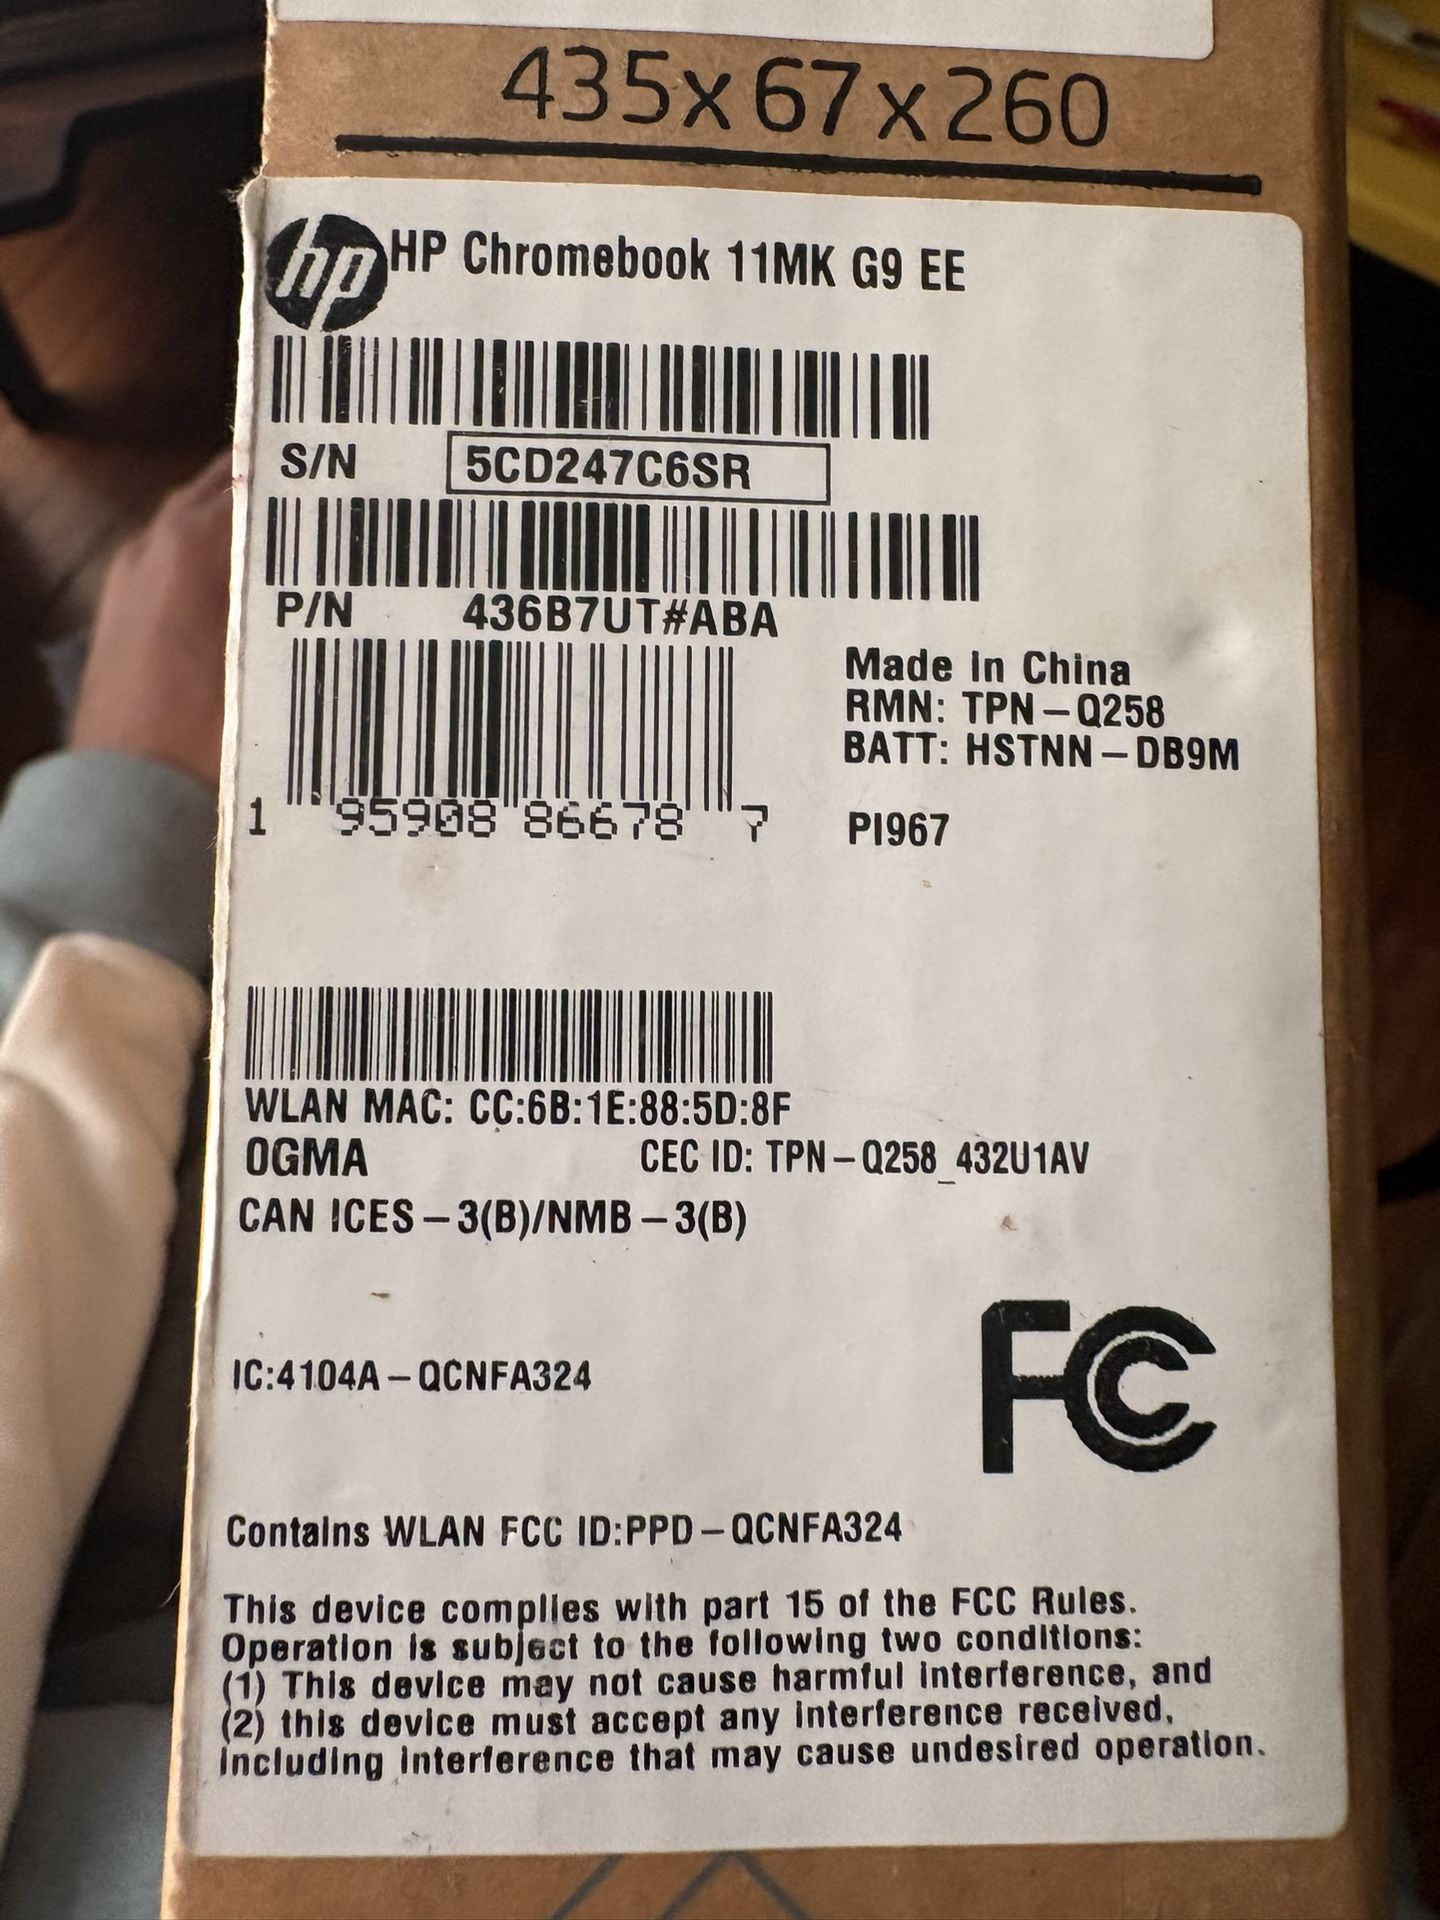 435x67x260
hp HP Chromebook 11MK G9 EE
S/N 5CD247C6SR
P/N 436B7UT#ABA
Made In China
RMN: TPN-Q258
BATT: HSTNN-DB9M
1 95908 86678 7
PI967
WLAN MAC: CC:6B:1E:88:5D:8F
OGMA CEC ID: TPN-Q258_432U1AV
CAN ICES-3(B)/NMB-3(B)
IC:4104A-QCNFA324
FC
Contains WLAN FCC ID:PPD-QCNFA324
This device complies with part 15 of the FCC Rules.
Operation is subject to the following two conditions:
(1) This device may not cause harmful interference, and
(2) this device must accept any interference received,
including interference that may cause undesired operation.